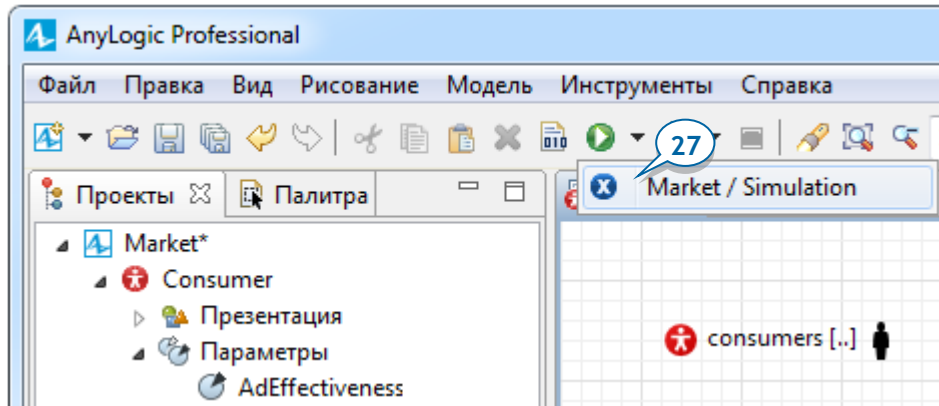 AnyLogic Professional
Файл Правка Вид Рисование Модель Инструменты Справка
010
27
Проекты Палитра
Market / Simulation
Market*
Consumer
Презентация
consumers [..]
Параметры
AdEffectiveness